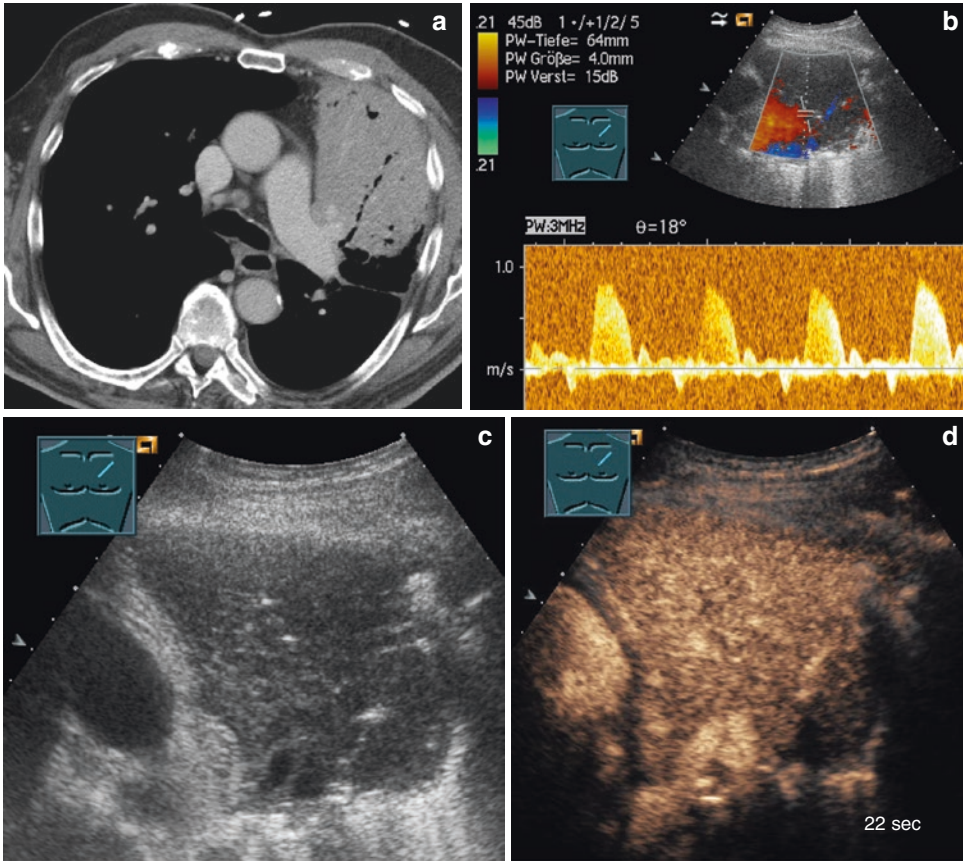 a
b
.21 45dB 1 •/+1/2/ 5
PW-Tiefe= 64mm
PW Größe= 4.0mm
PW Verst= 15dB
.21
PW:3MHz θ=18°
1.0
m/s
c
d
22 sec